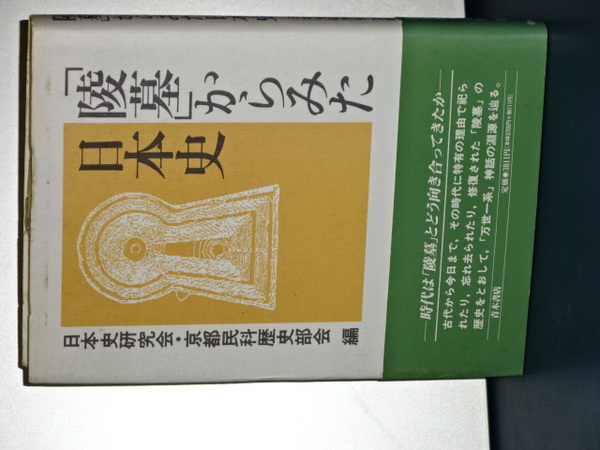 「陵墓」からみた
日本史
日本史研究会・京都民科歴史部会 編
時代は「陵墓」とどう向き合ってきたか
古代から今日まで、その時代に特有の理由で祀ら
れたり、忘れ去られたり、修復された「陵墓」の
歴史をとおして、「万世一系」神話の淵源を辿る。
青木書店